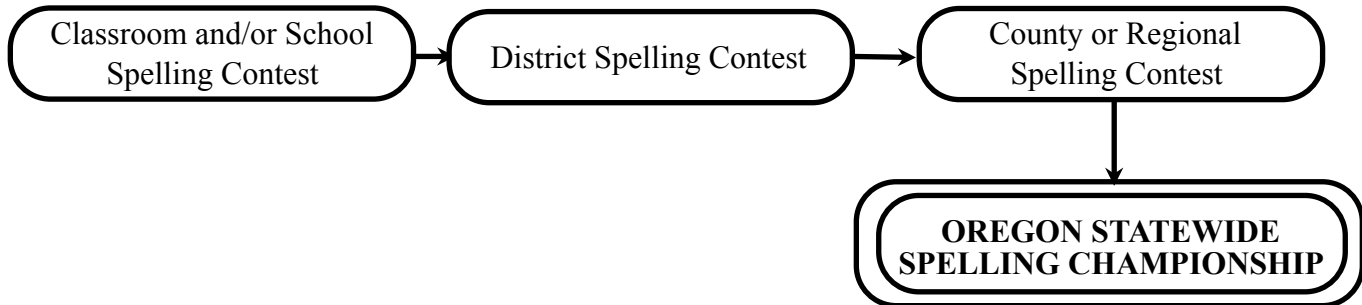 Classroom and/or School
Spelling Contest
District Spelling Contest
County or Regional
Spelling Contest
OREGON STATEWIDE
SPELLING CHAMPIONSHIP